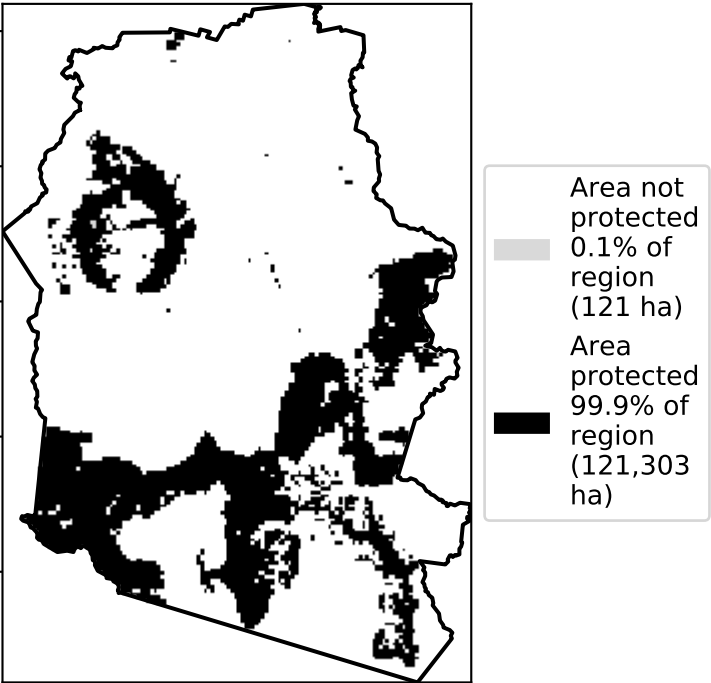 Area not
protected
0.1% of
region
(121 ha)
Area
protected
99.9% of
region
(121,303
ha)